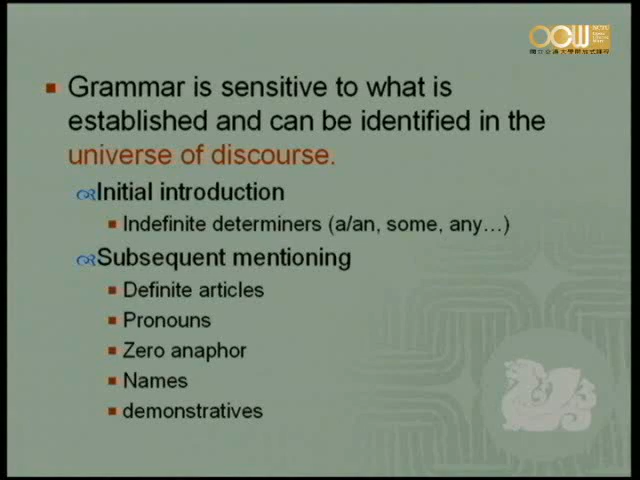 OCW
Grammar is sensitive to what is
established and can be identified in the
universe of discourse.
Initial introduction
Indefinite determiners (a/an, some, any…)
Subsequent mentioning
Definite articles
Pronouns
Zero anaphor
Names
demonstratives